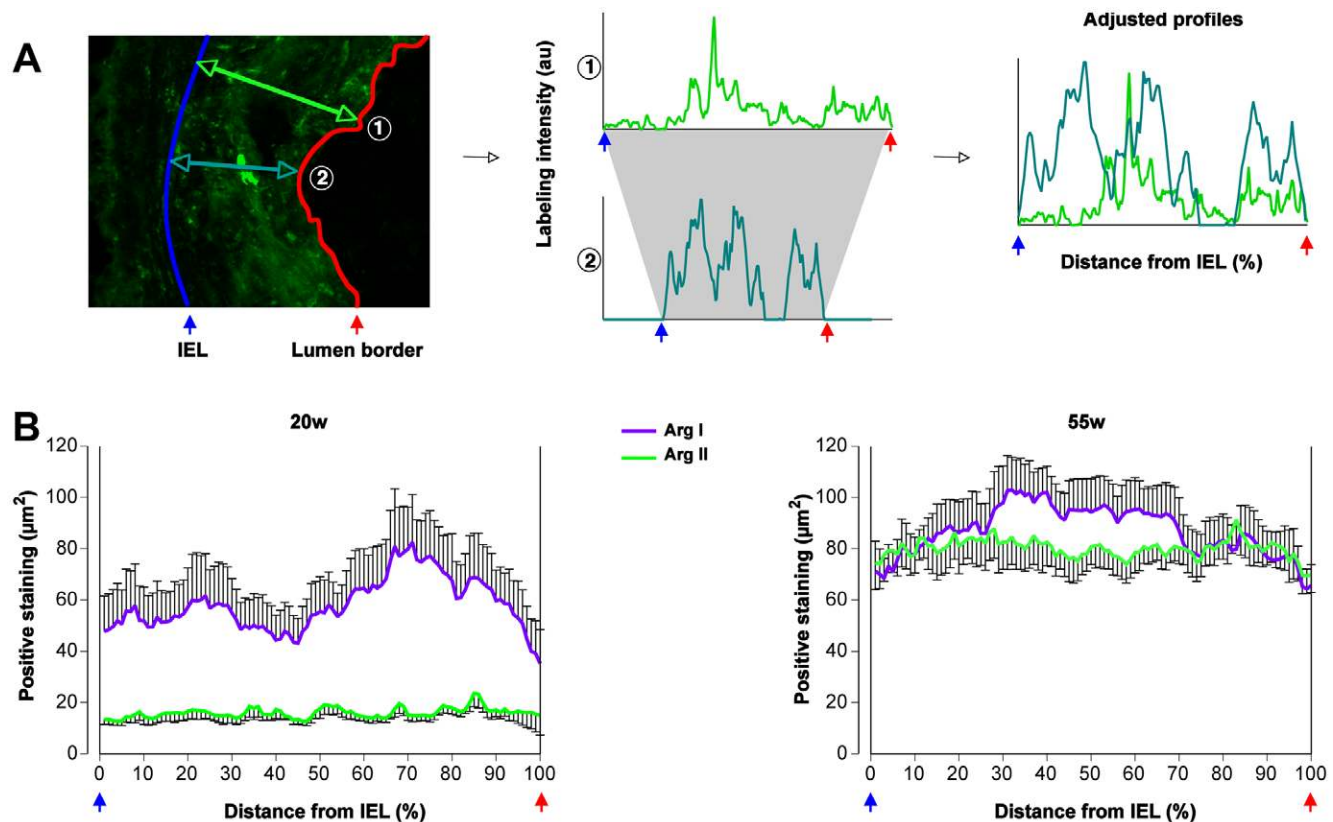 A
①
②
IEL
Lumen border
Labeling intensity (au)
①
②
Adjusted profiles
Distance from IEL (%)
B
20w
Positive staining (µm²)
120
100
80
60
40
20
0
0 10 20 30 40 50 60 70 80 90 100
Distance from IEL (%)
Arg I
Arg II
55w
Positive staining (µm²)
120
100
80
60
40
20
0
0 10 20 30 40 50 60 70 80 90 100
Distance from IEL (%)